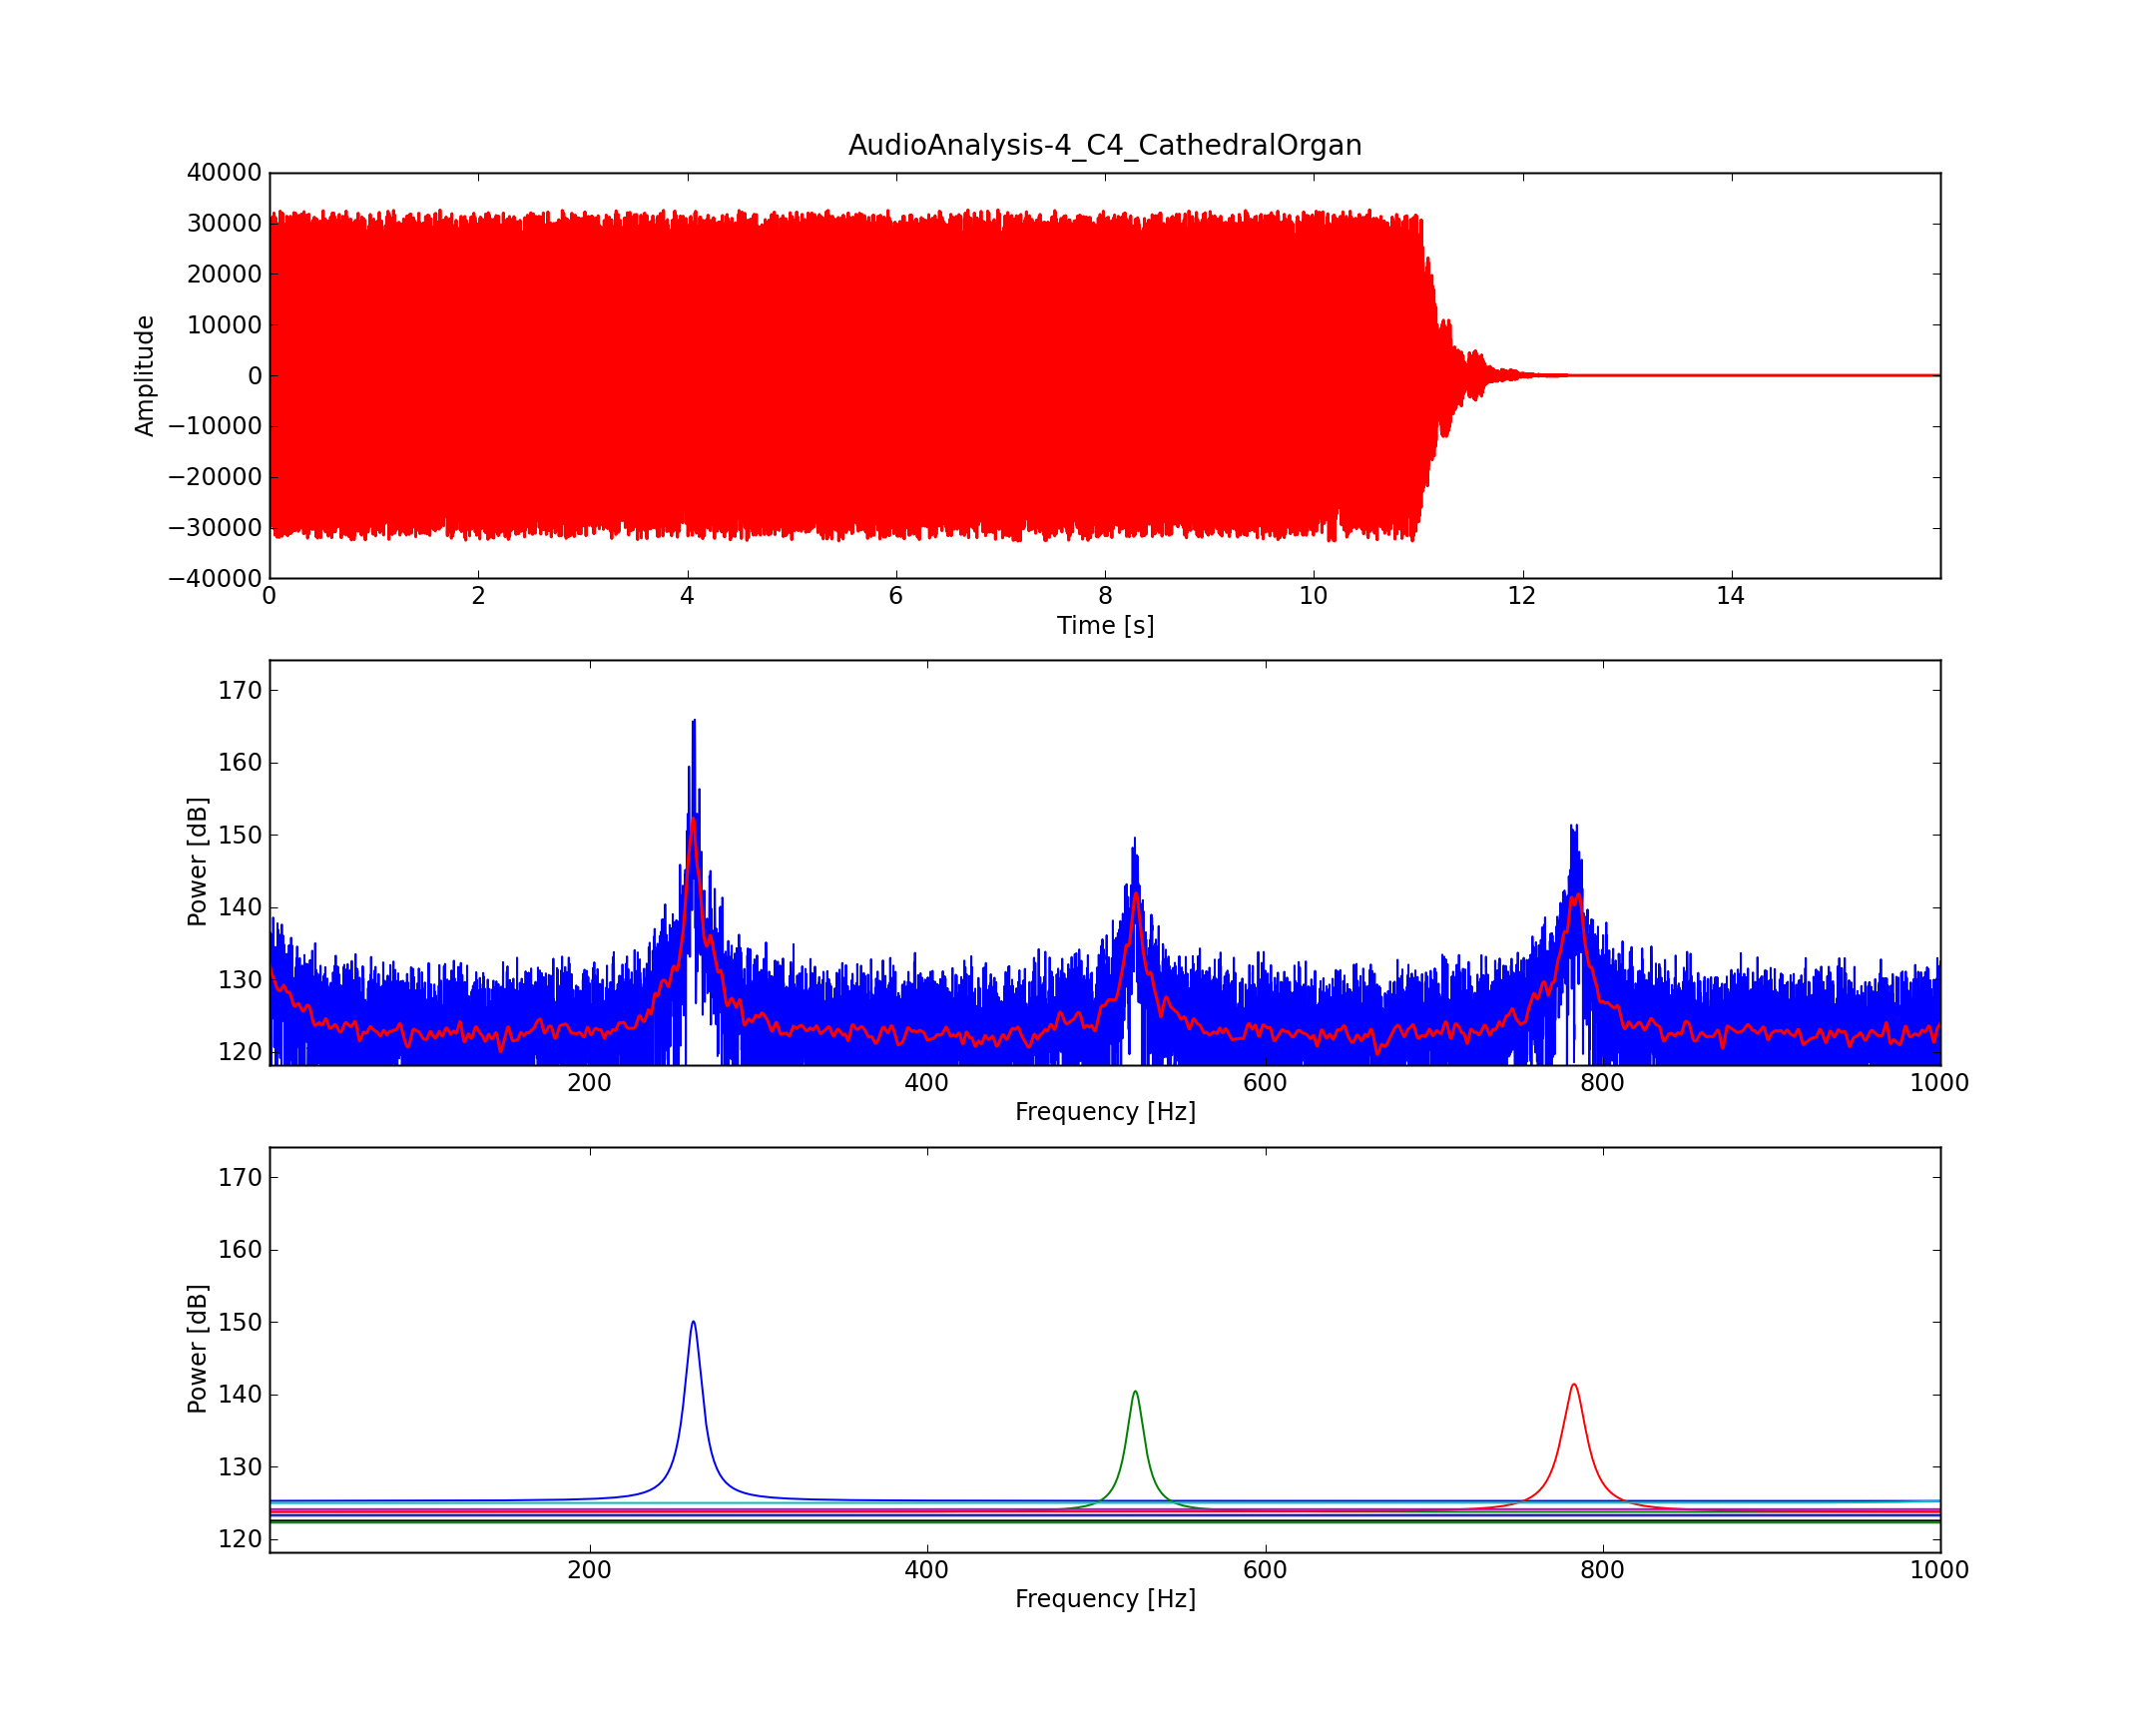 AudioAnalysis-4_C4_CathedralOrgan
40000
30000
20000
10000
0
−10000
−20000
−30000
−40000
Amplitude
0 2 4 6 8 10 12 14
Time [s]
170
160
150
140
130
120
Power [dB]
200 400 600 800 1000
Frequency [Hz]
170
160
150
140
130
120
Power [dB]
200 400 600 800 1000
Frequency [Hz]